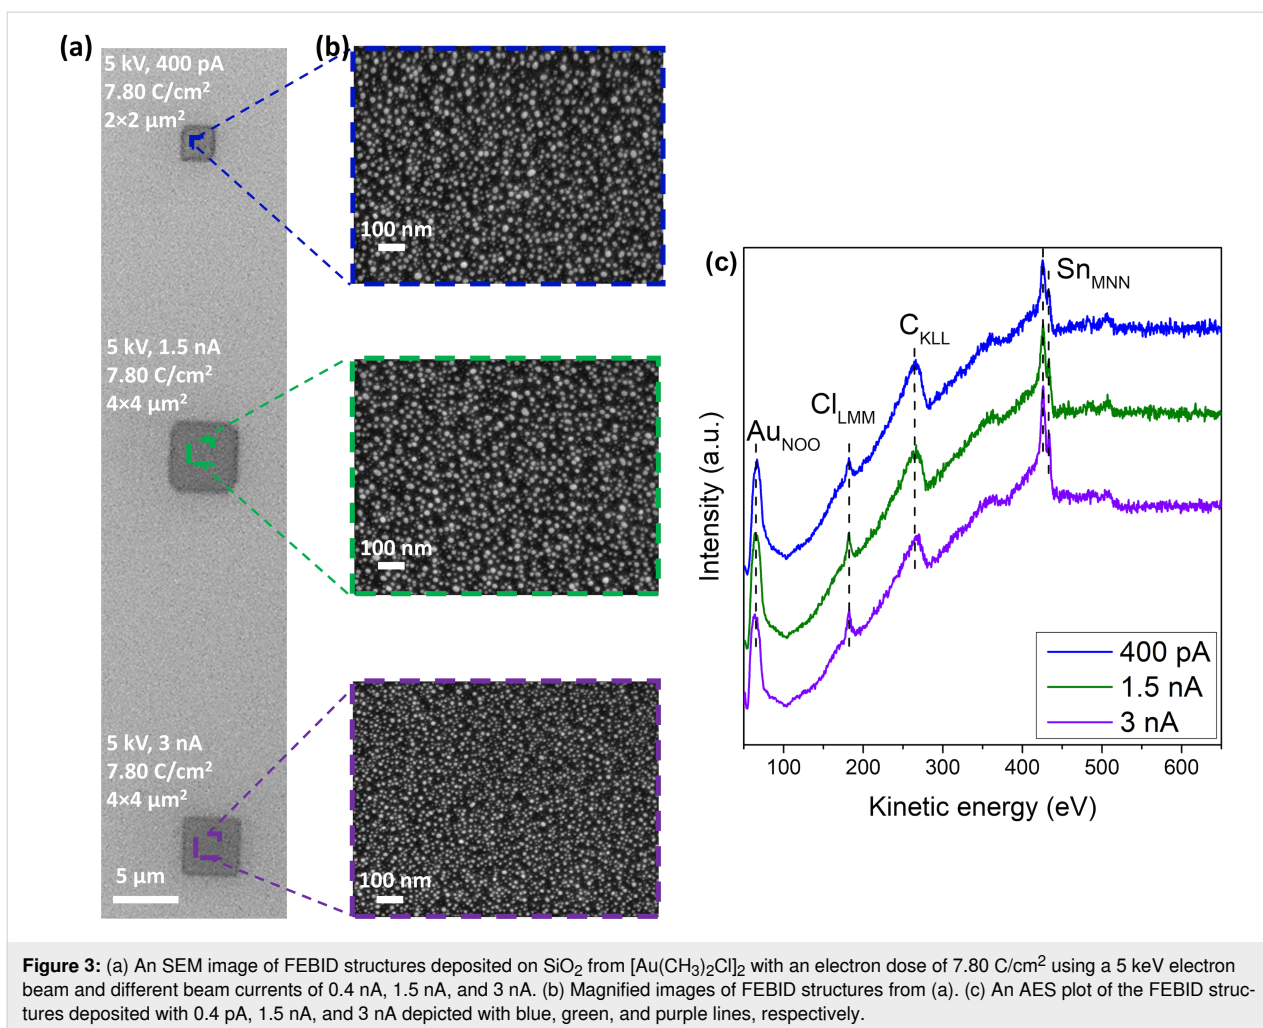 (a)
5 kV, 400 pA
7.80 C/cm²
2×2 µm²
5 kV, 1.5 nA
7.80 C/cm²
4×4 µm²
5 kV, 3 nA
7.80 C/cm²
4×4 µm²
5 µm
(b)
100 nm
100 nm
100 nm
(c)
Sn_MNN
C_KLL
Cl_LMM
Au_NOO
Intensity (a.u.)
400 pA
1.5 nA
3 nA
100 200 300 400 500 600
Kinetic energy (eV)
Figure 3: (a) An SEM image of FEBID structures deposited on SiO₂ from [Au(CH₃)₂Cl]₂ with an electron dose of 7.80 C/cm² using a 5 keV electron
beam and different beam currents of 0.4 nA, 1.5 nA, and 3 nA. (b) Magnified images of FEBID structures from (a). (c) An AES plot of the FEBID struc-
tures deposited with 0.4 pA, 1.5 nA, and 3 nA depicted with blue, green, and purple lines, respectively.